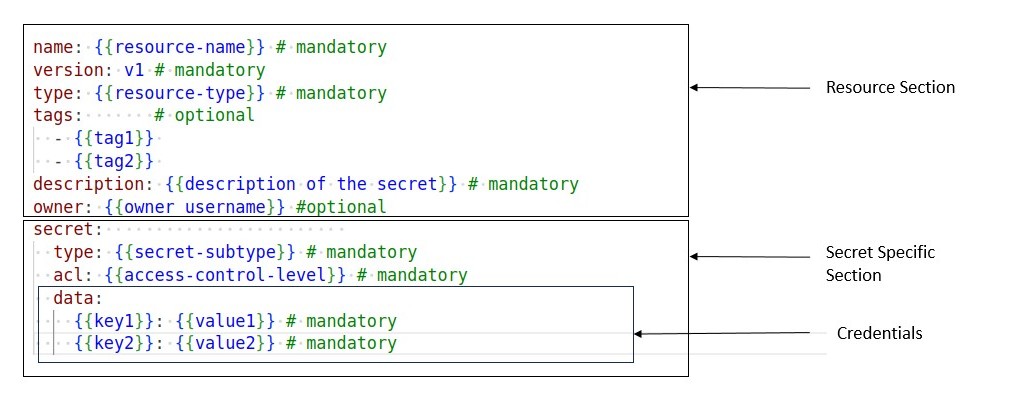 name: {{resource-name}} # mandatory
version: v1 # mandatory
type: {{resource-type}} # mandatory
tags:       # optional
  - {{tag1}}
  - {{tag2}}
description: {{description of the secret}} # mandatory
owner: {{owner username}} #optional
Resource Section
secret:
  type: {{secret-subtype}} # mandatory
  acl: {{access-control-level}} # mandatory
Secret Specific
Section
  data:
    {{key1}}: {{value1}} # mandatory
    {{key2}}: {{value2}} # mandatory
Credentials